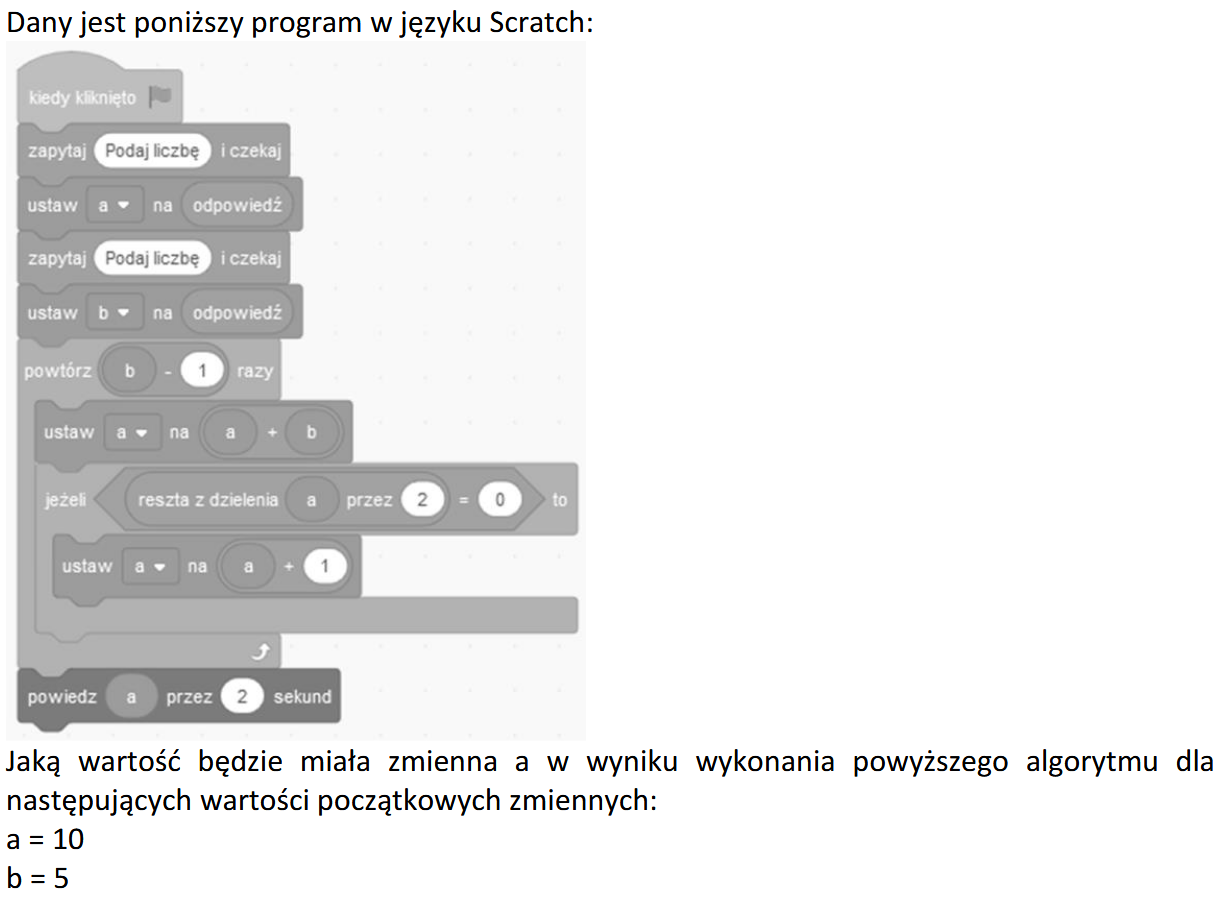 Dany jest poniższy program w języku Scratch:
kiedy kliknięto
zapytaj Podaj liczbę i czekaj
ustaw a na odpowiedź
zapytaj Podaj liczbę i czekaj
ustaw b na odpowiedź
powtórz b - 1 razy
ustaw a na a + b
jeżeli reszta z dzielenia a przez 2 = 0 to
ustaw a na a + 1
powiedz a przez 2 sekund
Jaką wartość będzie miała zmienna a w wyniku wykonania powyższego algorytmu dla
następujących wartości początkowych zmiennych:
a = 10
b = 5